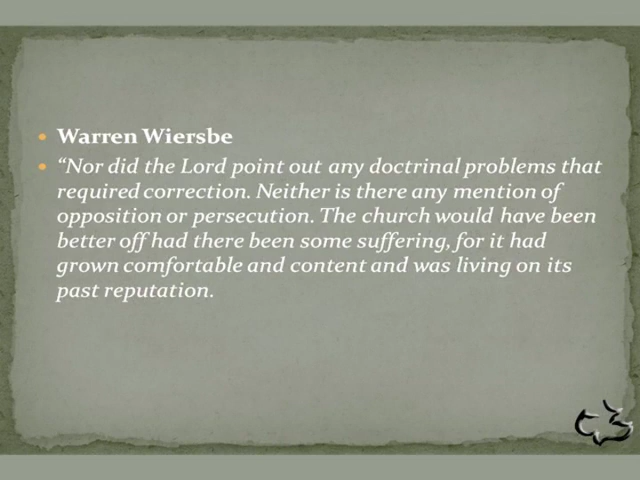 Warren Wiersbe
“Nor did the Lord point out any doctrinal problems that
required correction. Neither is there any mention of
opposition or persecution. The church would have been
better off had there been some suffering, for it had
grown comfortable and content and was living on its
past reputation.